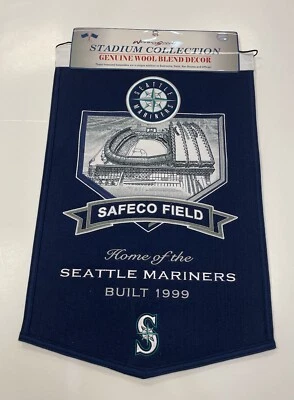 STADIUM COLLECTION
GENUINE WOOL BLEND DECOR
SEATTLE
MARINERS
SAFECO FIELD
Home of the
SEATTLE MARINERS
BUILT 1999
S